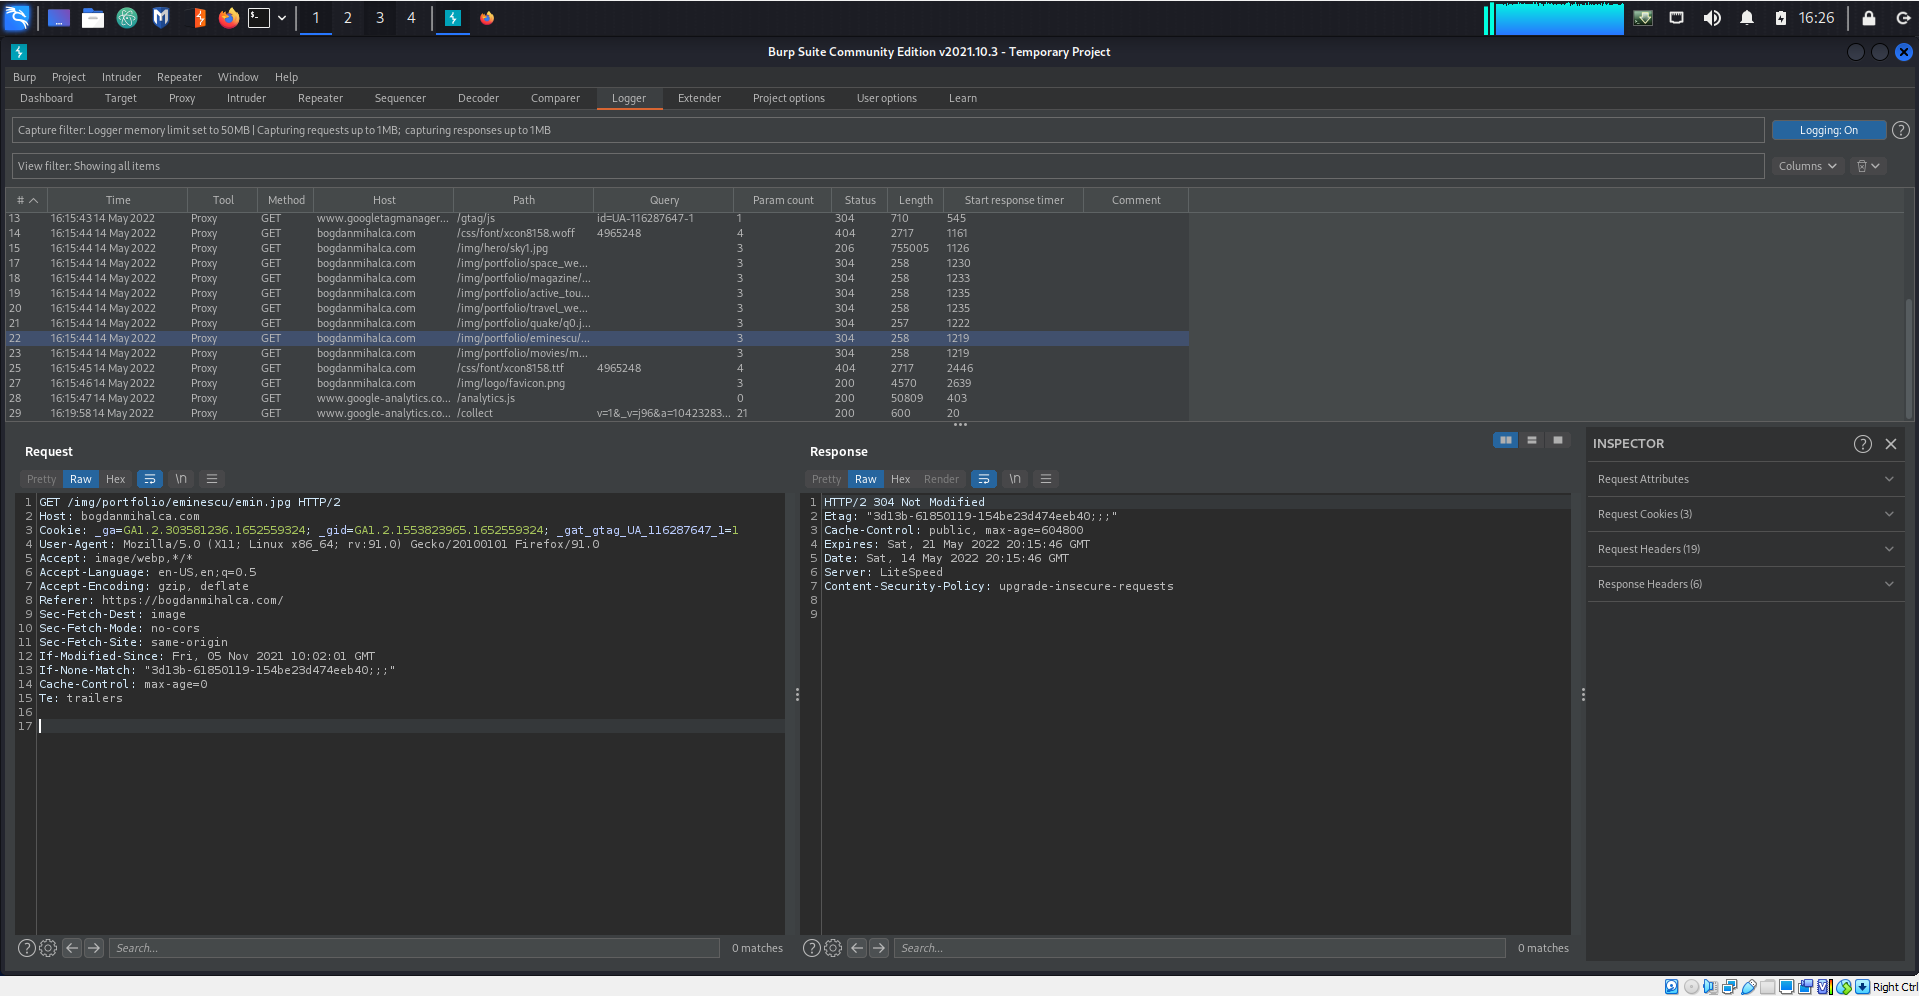 1 2 3 4 16:26
Burp Suite Community Edition v2021.10.3 - Temporary Project
Burp Project Intruder Repeater Window Help
Dashboard Target Proxy Intruder Repeater Sequencer Decoder Comparer Logger Extender Project options User options Learn
Capture filter: Logger memory limit set to 50MB | Capturing requests up to 1MB; capturing responses up to 1MB
Logging: On
View filter: Showing all items
Columns
# Time Tool Method Host Path Query Param count Status Length Start response timer Comment
13 16:15:43 14 May 2022 Proxy GET www.googletagmanager... /gtag/js id=UA-116287647-1 1 304 710 545
14 16:15:44 14 May 2022 Proxy GET bogdanmihalca.com /css/font/xcon8158.woff 4965248 4 404 2717 1161
15 16:15:44 14 May 2022 Proxy GET bogdanmihalca.com /img/hero/sky1.jpg 3 206 755005 1126
17 16:15:44 14 May 2022 Proxy GET bogdanmihalca.com /img/portfolio/space_we... 3 304 258 1230
18 16:15:44 14 May 2022 Proxy GET bogdanmihalca.com /img/portfolio/magazine/... 3 304 258 1233
19 16:15:44 14 May 2022 Proxy GET bogdanmihalca.com /img/portfolio/active_tou... 3 304 258 1235
20 16:15:44 14 May 2022 Proxy GET bogdanmihalca.com /img/portfolio/travel_we... 3 304 258 1235
21 16:15:44 14 May 2022 Proxy GET bogdanmihalca.com /img/portfolio/quake/q0.j... 3 304 257 1222
22 16:15:44 14 May 2022 Proxy GET bogdanmihalca.com /img/portfolio/eminescu/... 3 304 258 1219
23 16:15:44 14 May 2022 Proxy GET bogdanmihalca.com /img/portfolio/movies/m... 3 304 258 1219
25 16:15:45 14 May 2022 Proxy GET bogdanmihalca.com /css/font/xcon8158.ttf 4965248 4 404 2717 2446
27 16:15:46 14 May 2022 Proxy GET bogdanmihalca.com /img/logo/favicon.png 3 200 4570 2639
28 16:15:47 14 May 2022 Proxy GET www.google-analytics.co... /analytics.js 0 200 50809 403
29 16:19:58 14 May 2022 Proxy GET www.google-analytics.co... /collect v=1&_v=j96&a=10423283... 21 200 600 20
Request
Pretty Raw Hex \n
1 GET /img/portfolio/eminescu/emin.jpg HTTP/2
2 Host: bogdanmihalca.com
3 Cookie: _ga=GA1.2.303581236.1652559324; _gid=GA1.2.1553823965.1652559324; _gat_gtag_UA_116287647_1=1
4 User-Agent: Mozilla/5.0 (X11; Linux x86_64; rv:91.0) Gecko/20100101 Firefox/91.0
5 Accept: image/webp,*/*
6 Accept-Language: en-US,en;q=0.5
7 Accept-Encoding: gzip, deflate
8 Referer: https://bogdanmihalca.com/
9 Sec-Fetch-Dest: image
10 Sec-Fetch-Mode: no-cors
11 Sec-Fetch-Site: same-origin
12 If-Modified-Since: Fri, 05 Nov 2021 10:02:01 GMT
13 If-None-Match: "3d13b-61850119-154be23d474eeb40;;;"
14 Cache-Control: max-age=0
15 Te: trailers
16
17
Search... 0 matches
Response
Pretty Raw Hex Render \n
1 HTTP/2 304 Not Modified
2 Etag: "3d13b-61850119-154be23d474eeb40;;;"
3 Cache-Control: public, max-age=604800
4 Expires: Sat, 21 May 2022 20:15:46 GMT
5 Date: Sat, 14 May 2022 20:15:46 GMT
6 Server: LiteSpeed
7 Content-Security-Policy: upgrade-insecure-requests
8
9
Search... 0 matches
INSPECTOR
Request Attributes
Request Cookies (3)
Request Headers (19)
Response Headers (6)
Right Ctrl